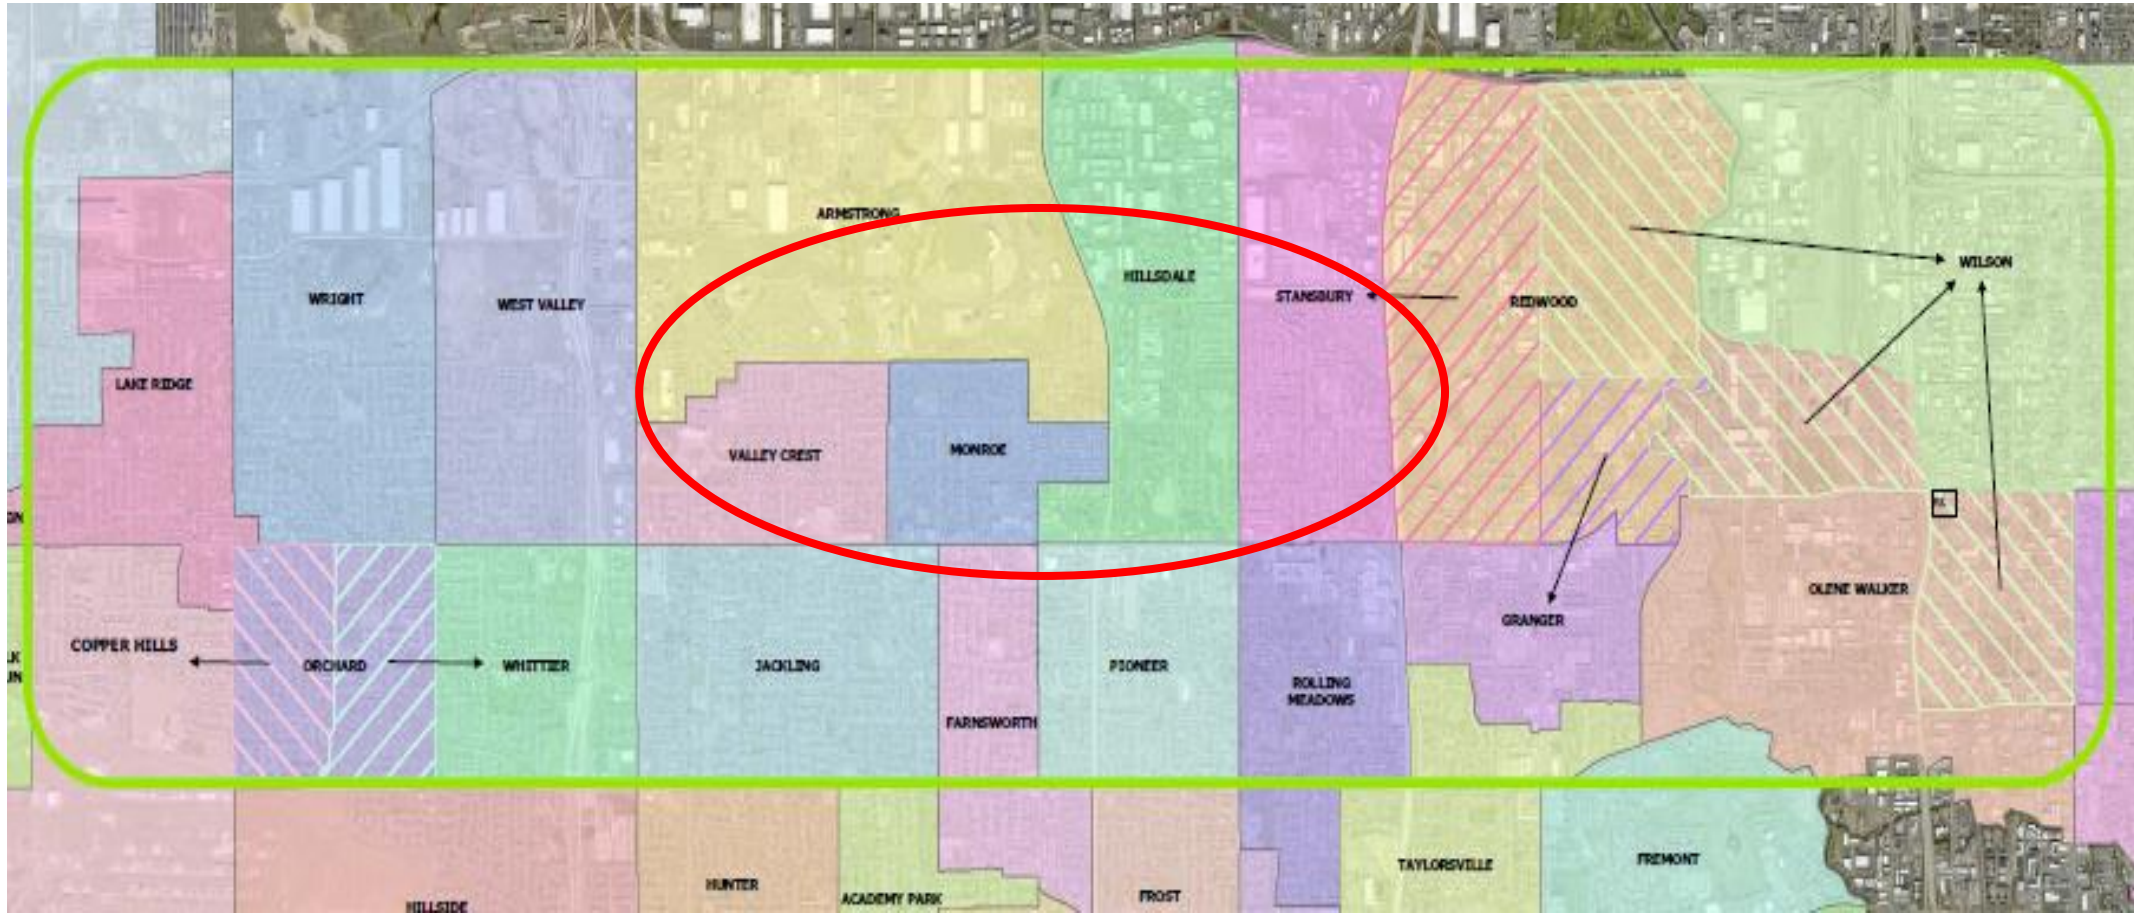 ARMSTRONG
WILSON
HILLSDALE
WRIGHT
WEST VALLEY
STANSBURY
REDWOOD
LAKE RIDGE
VALLEY CREST
MONROE
OLENE WALKER
GRANGER
COPPER HILLS
ORCHARD
WHITTIER
JACKLING
PIONEER
ROLLING
MEADOWS
FARNSWORTH
TAYLORSVILLE
FREMONT
HUNTER
ACADEMY PARK
FROST
HILLSIDE